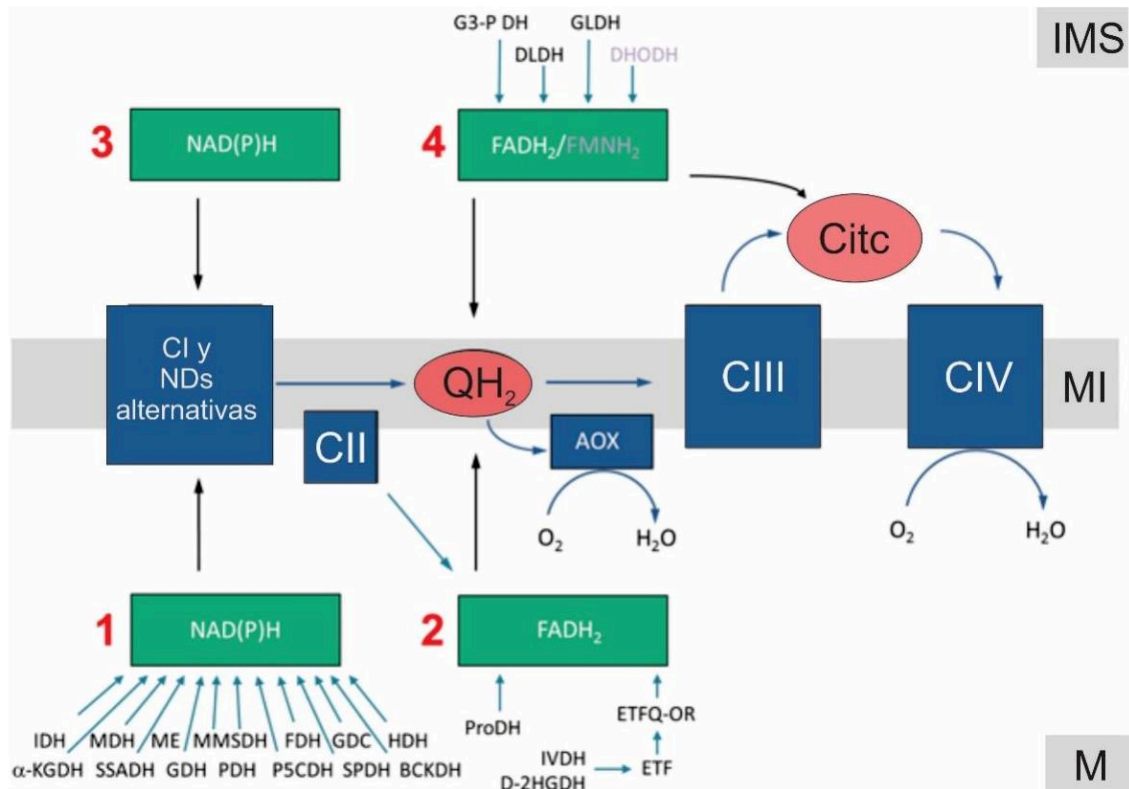 IMS
G3-P DH
GLDH
DLDH
DHODH
3
NAD(P)H
4
FADH₂/FMNH₂
Citc
CI y
NDs
alternativas
QH₂
CIII
CIV
MI
CII
AOX
O₂
H₂O
O₂
H₂O
1
NAD(P)H
2
FADH₂
IDH MDH ME MMSDH FDH GDC HDH
α-KGDH SSADH GDH PDH P5CDH SPDH BCKDH
ProDH
ETFQ-OR
IVDH
D-2HGDH
ETF
M